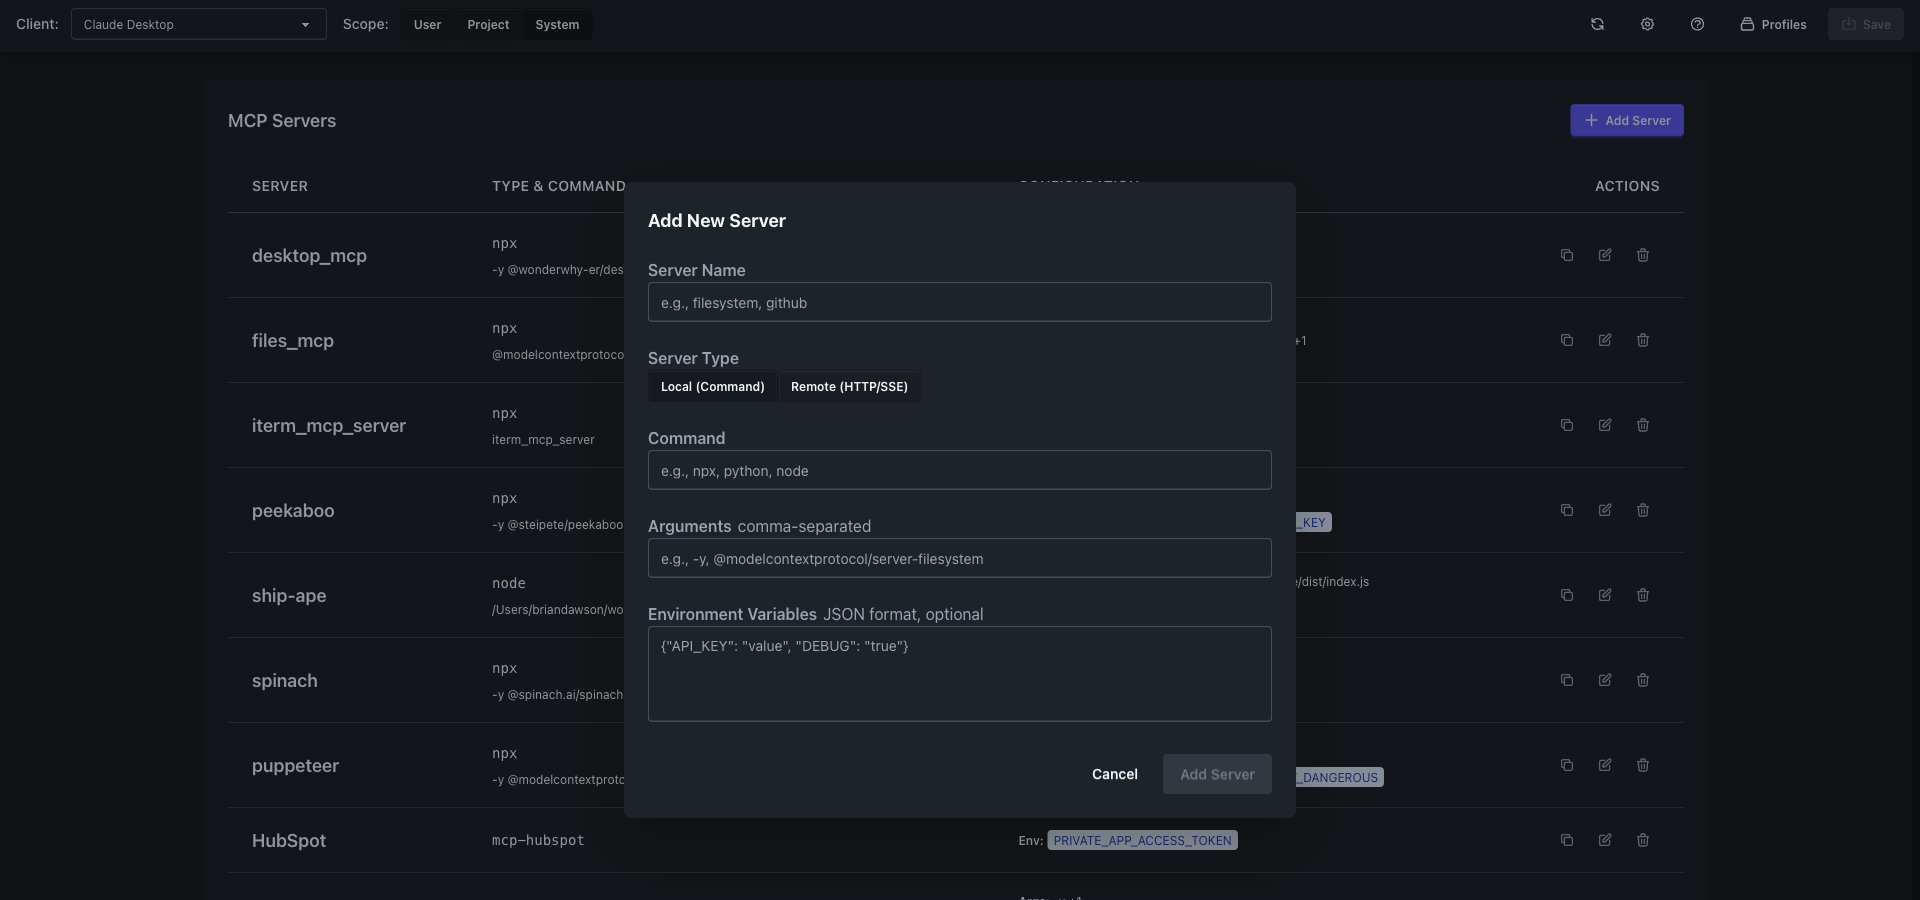 Client: Claude Desktop Scope: User Project System Profiles Save
MCP Servers Add Server
SERVER TYPE & COMMAND ACTIONS
desktop_mcp npx
-y @wonderwhy-er/des
files_mcp npx
@modelcontextprotoco +1
iterm_mcp_server npx
iterm_mcp_server
peekaboo npx
-y @steipete/peekaboo _KEY
ship-ape node /dist/index.js
/Users/briandawson/wo
spinach npx
-y @spinach.ai/spinach
puppeteer npx
-y @modelcontextproto _DANGEROUS
HubSpot mcp-hubspot Env: PRIVATE_APP_ACCESS_TOKEN
Add New Server
Server Name
e.g., filesystem, github
Server Type
Local (Command) Remote (HTTP/SSE)
Command
e.g., npx, python, node
Arguments comma-separated
e.g., -y, @modelcontextprotocol/server-filesystem
Environment Variables JSON format, optional
{"API_KEY": "value", "DEBUG": "true"}
Cancel Add Server